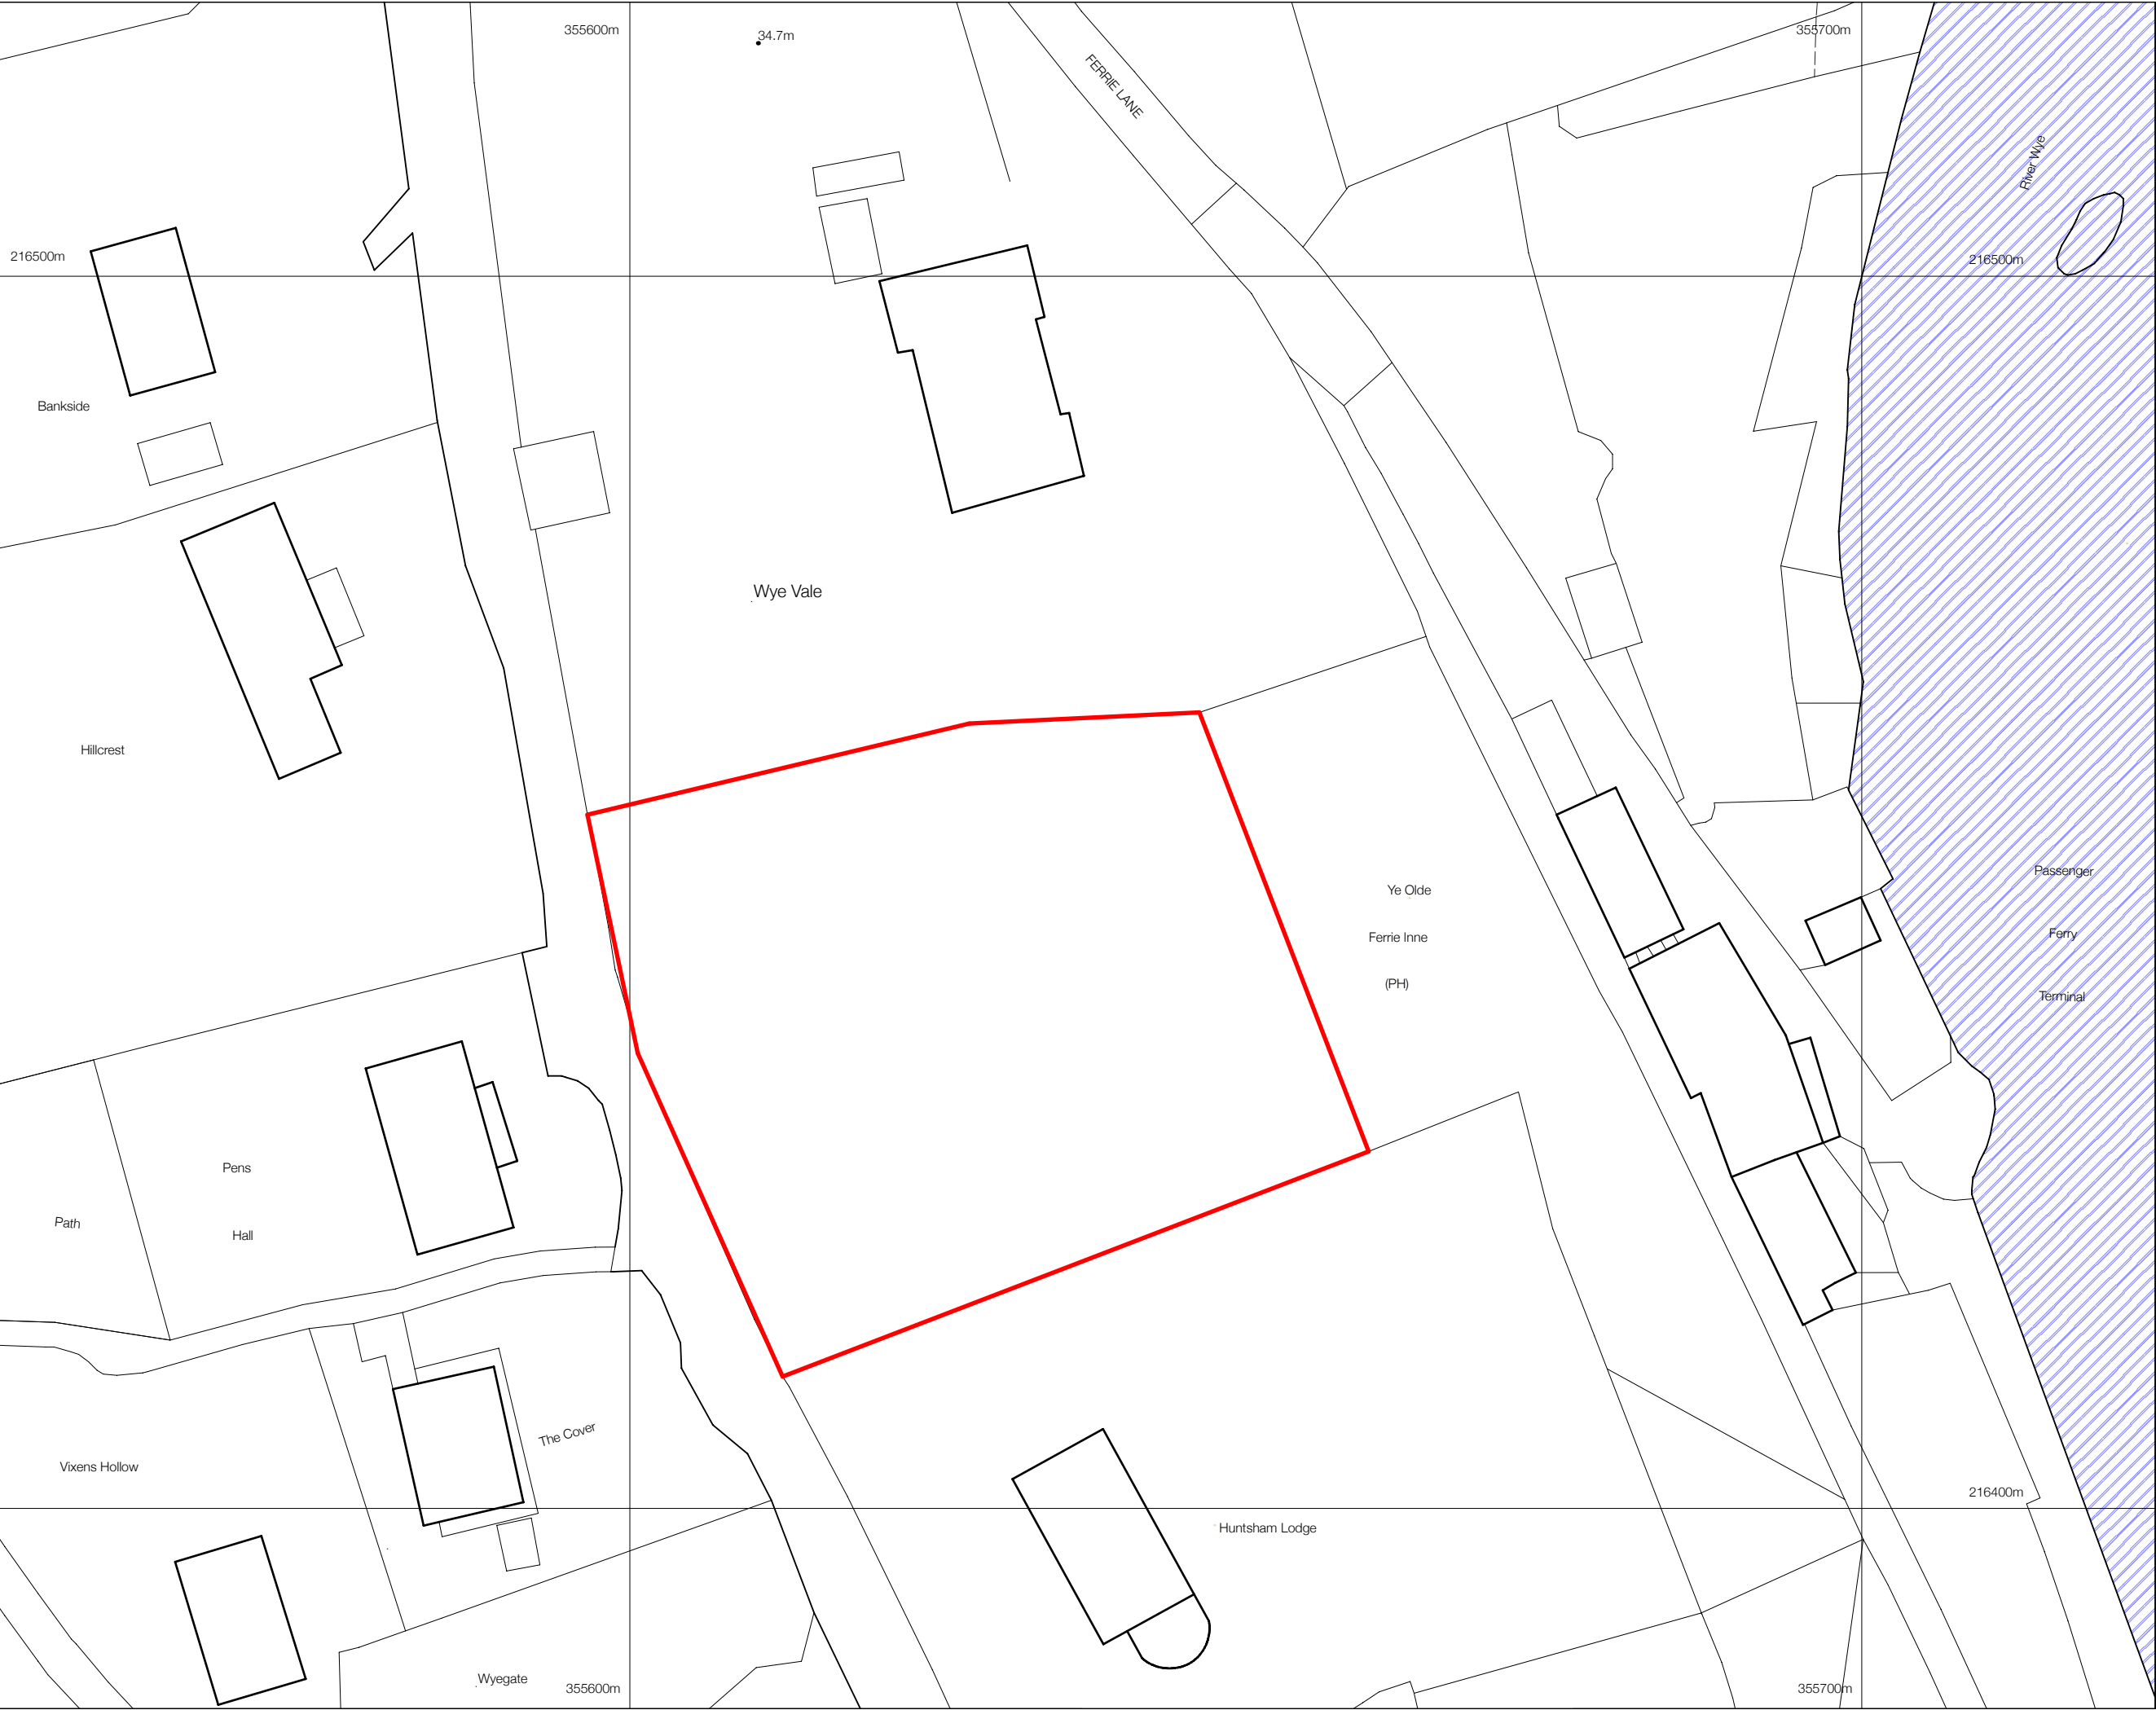 355600m
34.7m
355700m
FERRIE LANE
River Wye
216500m
216500m
Bankside
Wye Vale
Hillcrest
Ye Olde
Ferrie Inne
(PH)
Passenger
Ferry
Terminal
Pens
Hall
Path
The Cover
Vixens Hollow
216400m
Huntsham Lodge
Wyegate
355600m
355700m